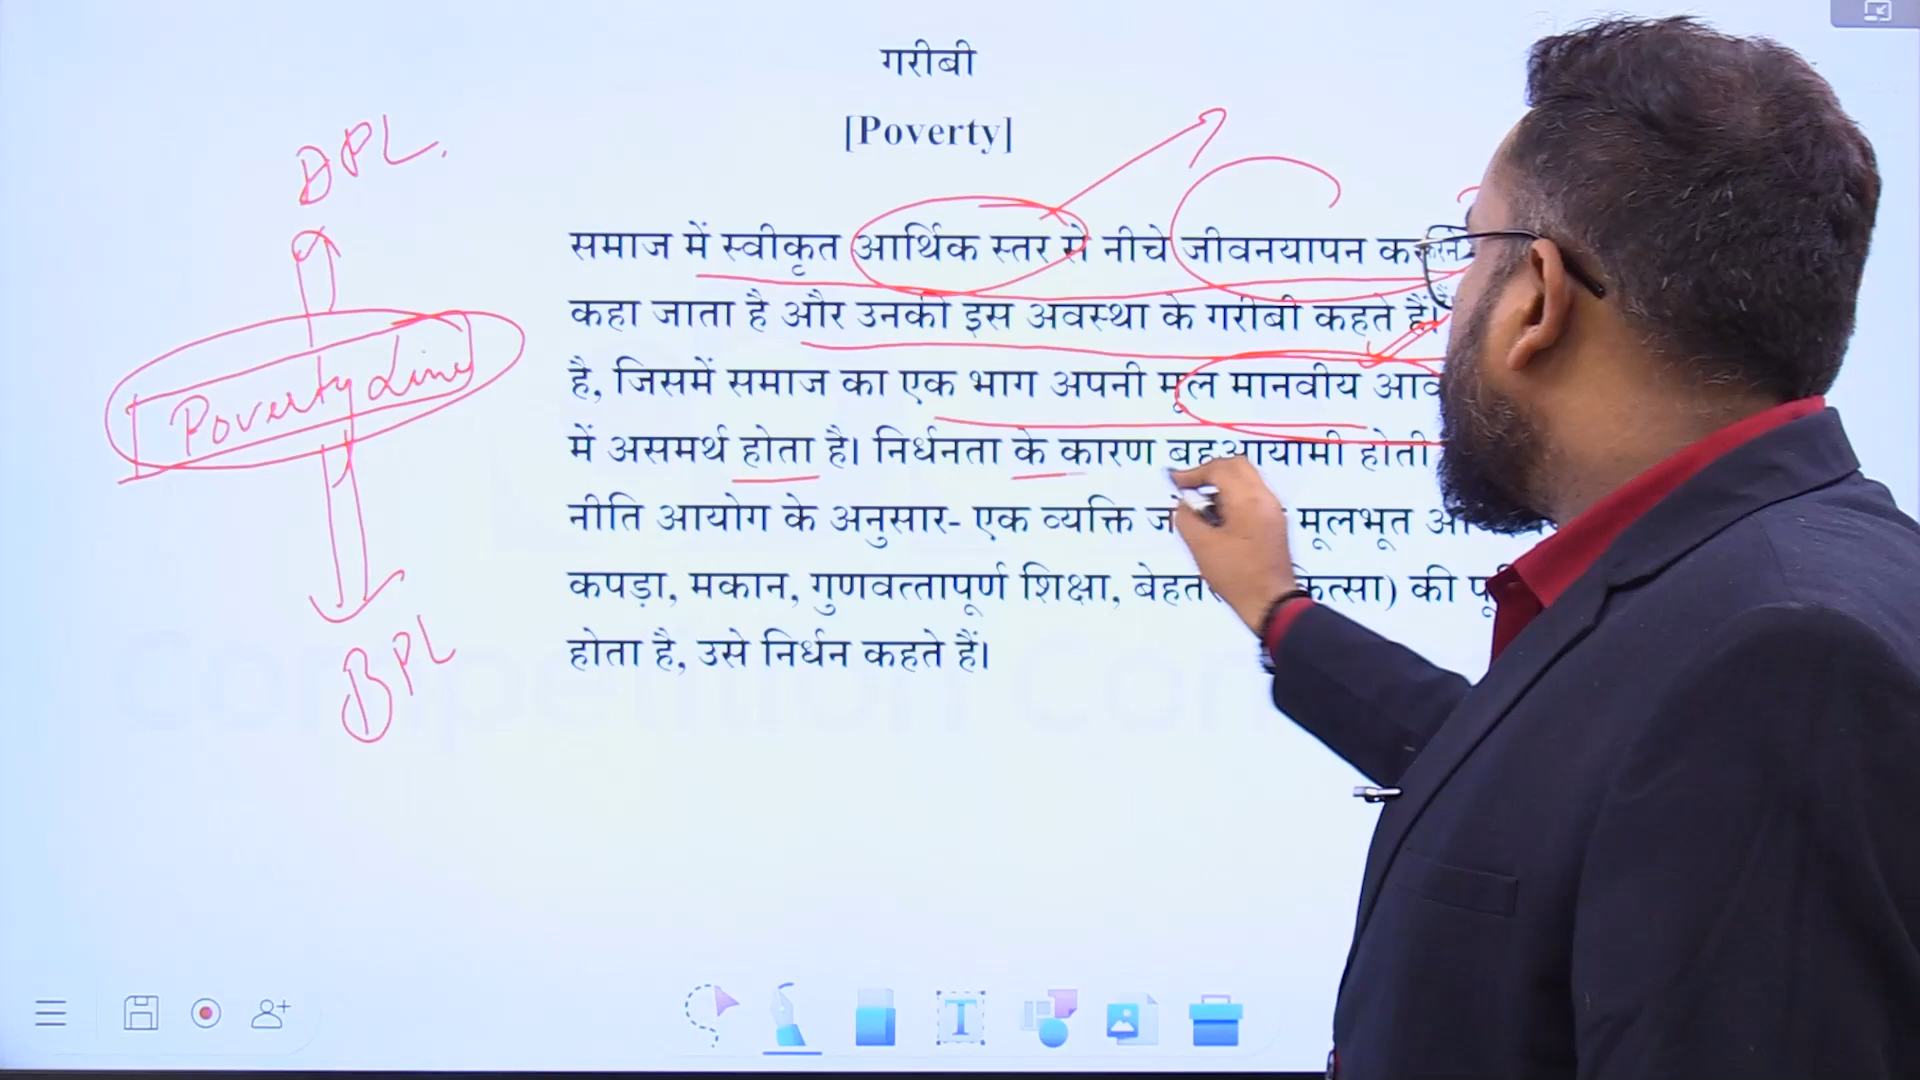 गरीबी
[Poverty]
समाज में स्वीकृत आर्थिक स्तर से नीचे जीवनयापन
कहा जाता है और उनकी इस अवस्था के गरीबी कहते हैं।
है, जिसमें समाज का एक भाग अपनी मूल मानवीय
में असमर्थ होता है। निर्धनता के कारण बहुआयामी होती
नीति आयोग के अनुसार- एक व्यक्ति मूलभूत
कपड़ा, मकान, गुणवत्तापूर्ण शिक्षा, की
होता है, उसे निर्धन कहते हैं।
Poverty Line
BPL